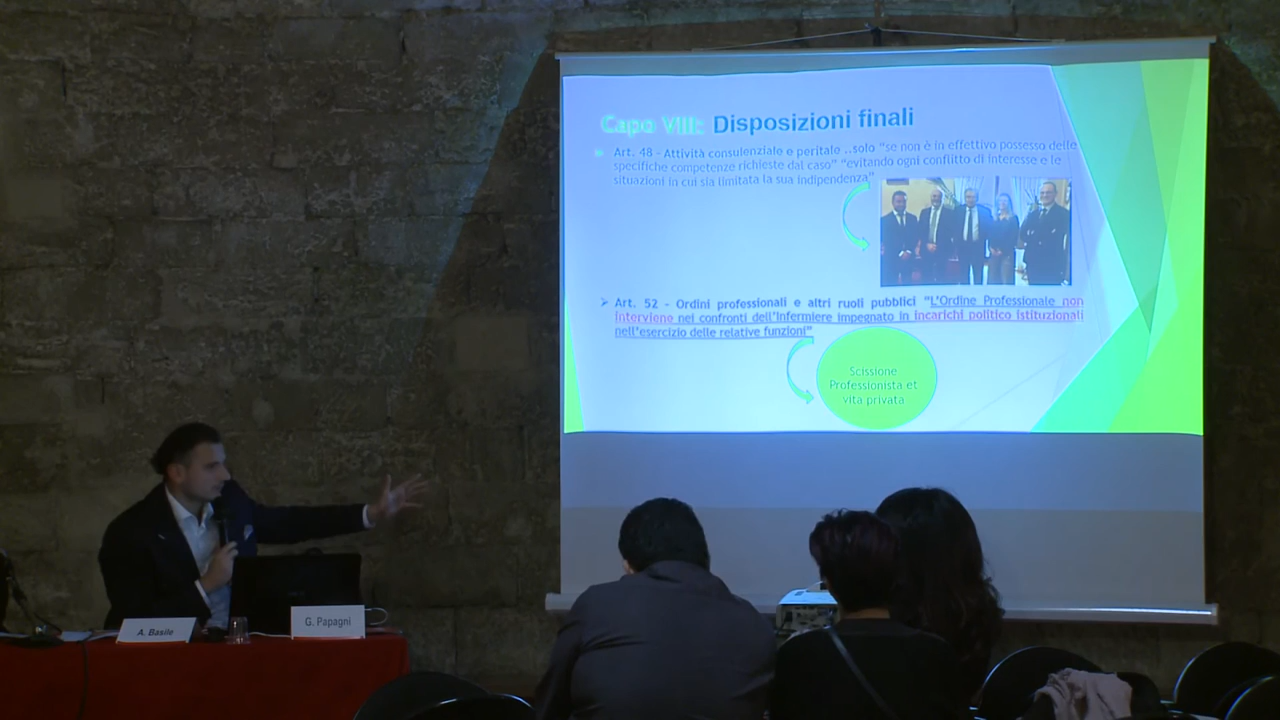 Capo VIII: Disposizioni finali
Art. 48 - Attività consulenziale e peritale ..solo "se non è in effettivo possesso delle
specifiche competenze richieste dal caso" "evitando ogni conflitto di interesse e le
situazioni in cui sia limitata la sua indipendenza"
Art. 52 - Ordini professionali e altri ruoli pubblici "L'Ordine Professionale non
interviene nei confronti dell'Infermiere impegnato in incarichi politico istituzionali
nell'esercizio delle relative funzioni"
Scissione
Professionista et
vita privata
A. Basile
G. Papagni